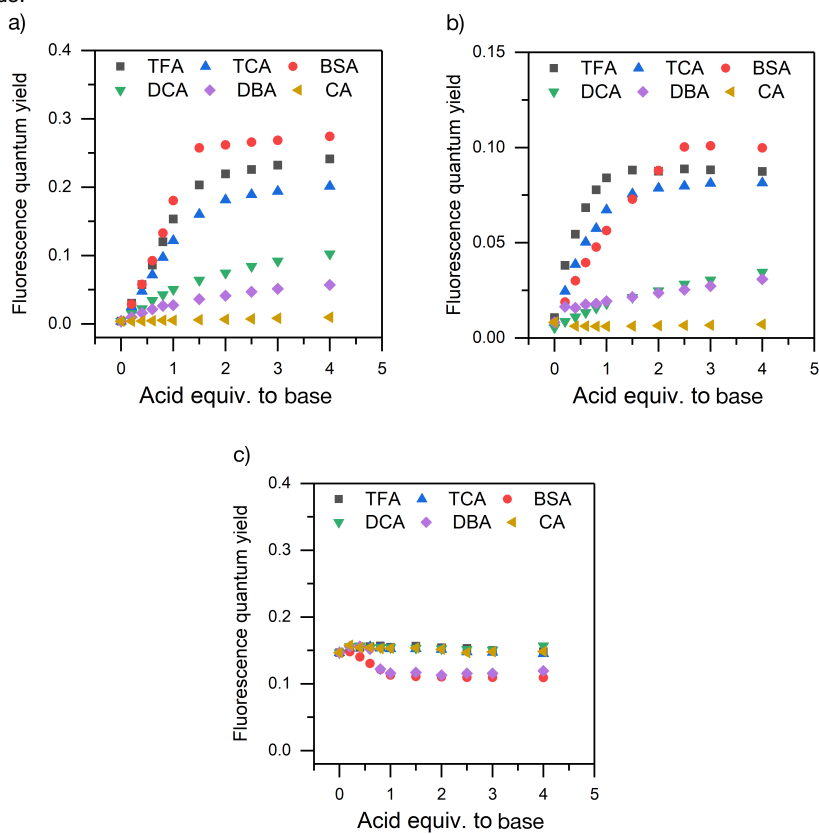 a)
0.4
0.3
0.2
0.1
0.0
Fluorescence quantum yield
TFA TCA BSA
DCA DBA CA
0 1 2 3 4 5
Acid equiv. to base
b)
0.15
0.10
0.05
0.00
Fluorescence quantum yield
TFA TCA BSA
DCA DBA CA
0 1 2 3 4 5
Acid equiv. to base
c)
0.4
0.3
0.2
0.1
0.0
Fluorescence quantum yield
TFA TCA BSA
DCA DBA CA
0 1 2 3 4 5
Acid equiv. to base